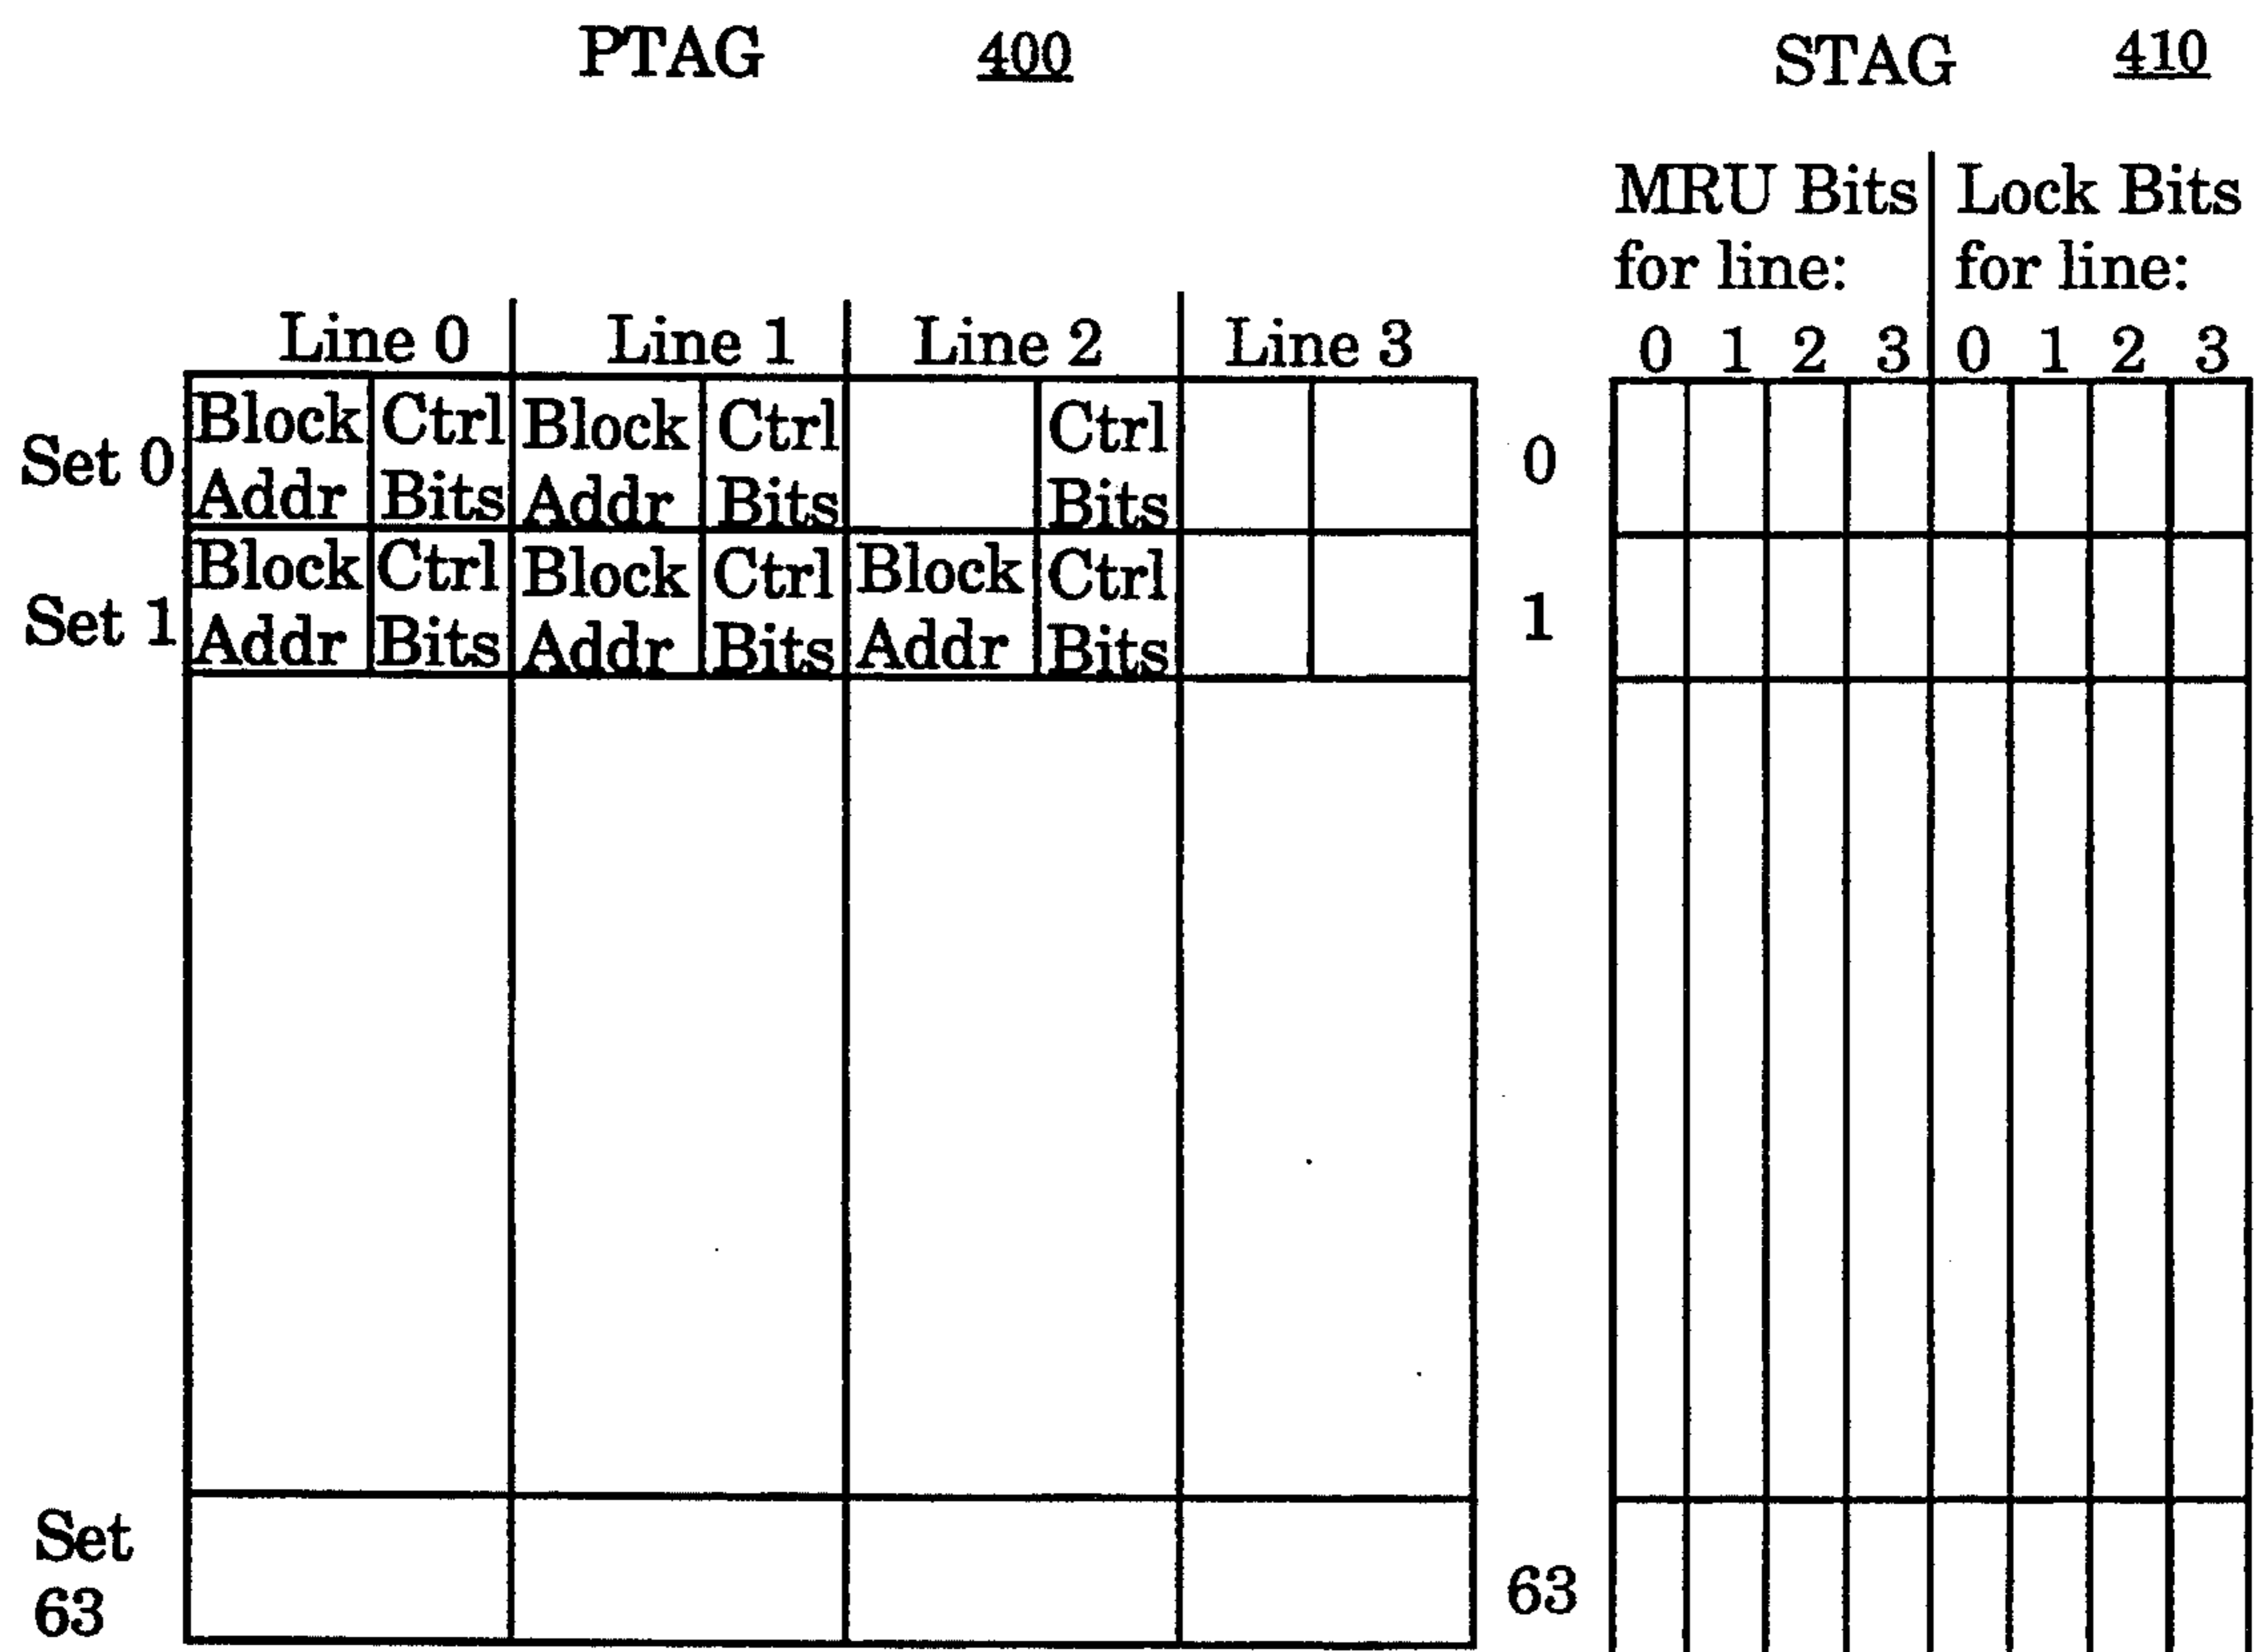 PTAG 400
STAG 410
MRU Bits Lock Bits
for line: for line:
Line 0 Line 1 Line 2 Line 3
0 1 2 3 0 1 2 3
Block Ctrl Block Ctrl Ctrl
Set 0 0
Addr Bits Addr Bits Bits
Block Ctrl Block Ctrl Block Ctrl
Set 1 1
Addr Bits Addr Bits Addr Bits
Set
63 63